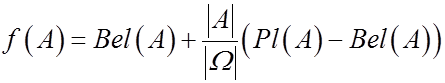 f(A) = Bel(A) + |A|/|Ω| (Pl(A) − Bel(A))